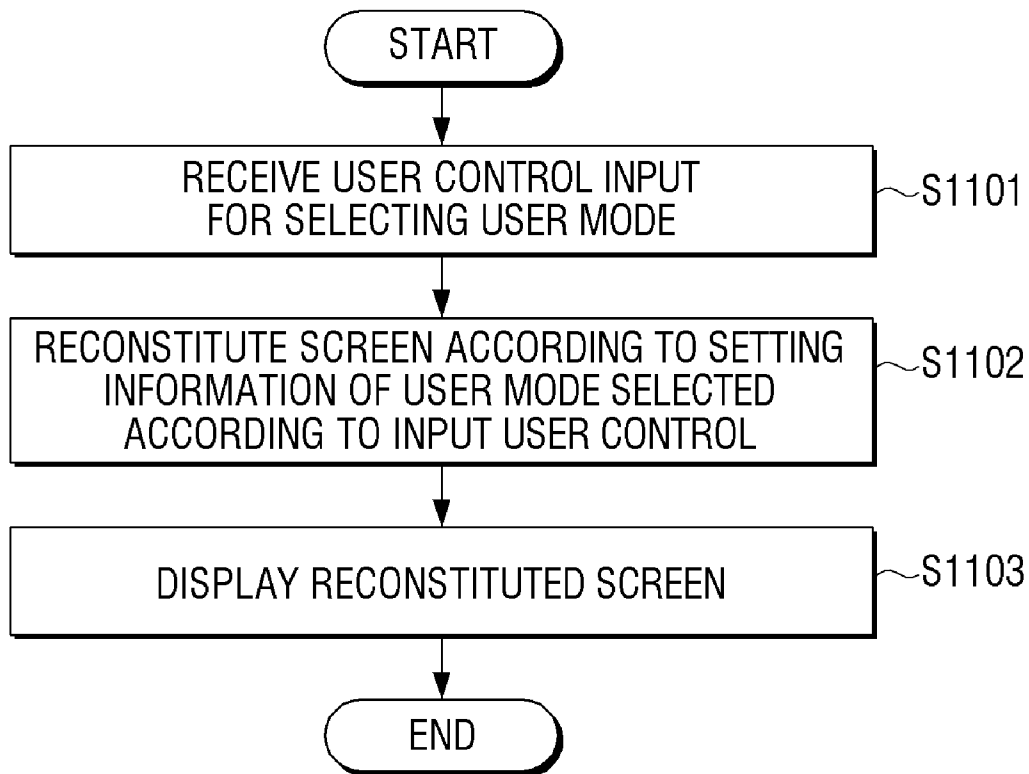 START
RECEIVE USER CONTROL INPUT
FOR SELECTING USER MODE
S1101
RECONSTITUTE SCREEN ACCORDING TO SETTING
INFORMATION OF USER MODE SELECTED
ACCORDING TO INPUT USER CONTROL
S1102
DISPLAY RECONSTITUTED SCREEN
S1103
END